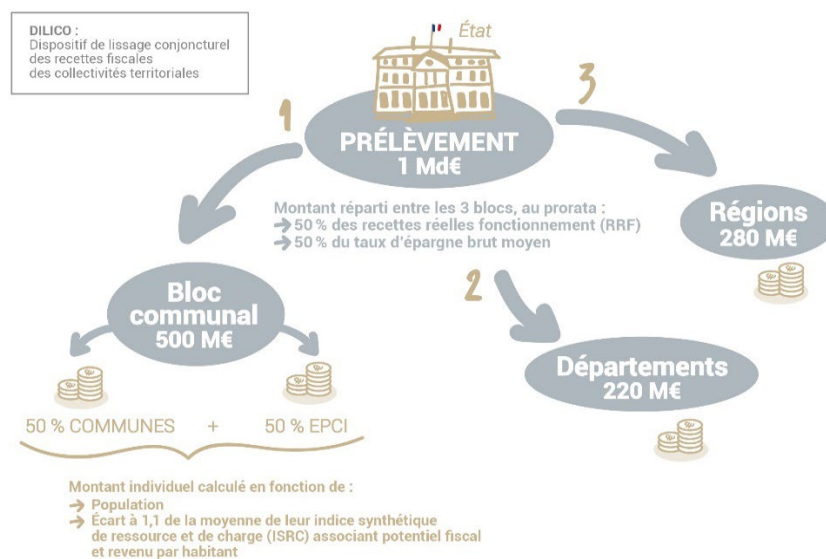 DILICO :
Dispositif de lissage conjoncturel
des recettes fiscales
des collectivités territoriales
État
1
3
PRÉLÈVEMENT
1 Md€
Montant réparti entre les 3 blocs, au prorata :
→ 50 % des recettes réelles fonctionnement (RRF)
→ 50 % du taux d'épargne brut moyen
Régions
280 M€
Bloc
communal
500 M€
2
Départements
220 M€
50 % COMMUNES + 50 % EPCI
Montant individuel calculé en fonction de :
→ Population
→ Écart à 1,1 de la moyenne de leur indice synthétique
de ressource et de charge (ISRC) associant potentiel fiscal
et revenu par habitant